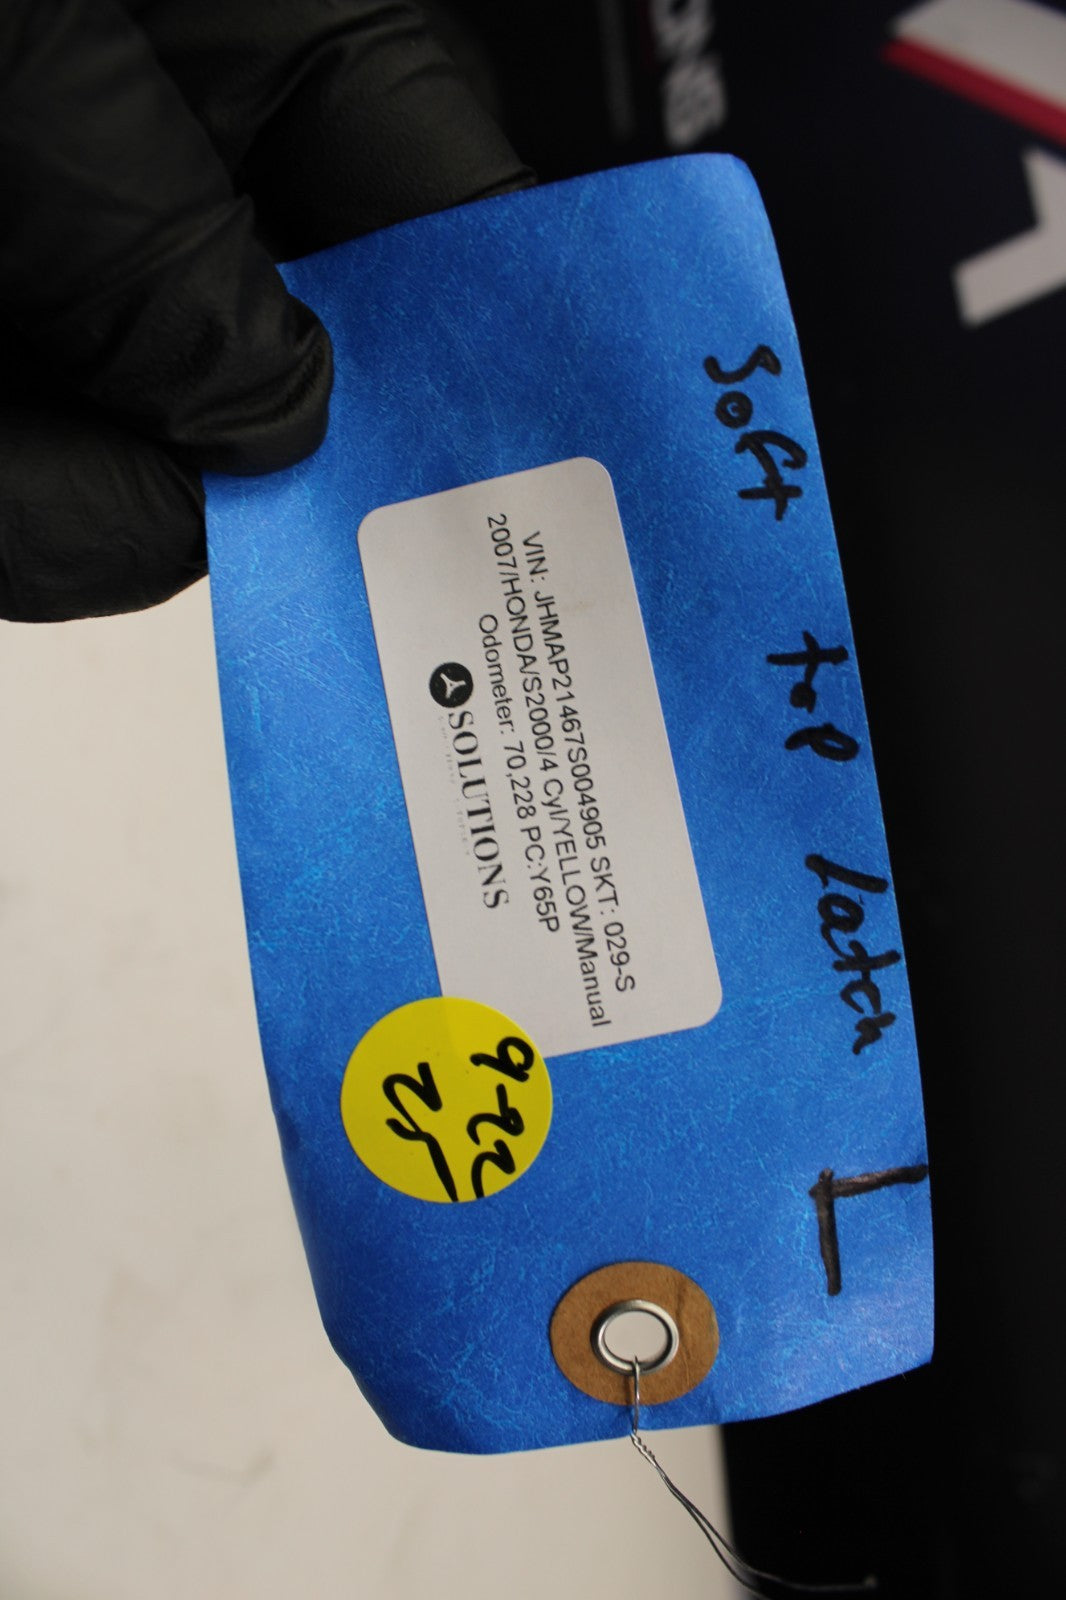 Soft top Latch L
VIN: JHMAP21467S004905 SKT: 029-S
2007/HONDA/S2000/4 Cyl/YELLOW/Manual
Odometer: 70,228 PC:Y65P
SOLUTIONS
9-22
25